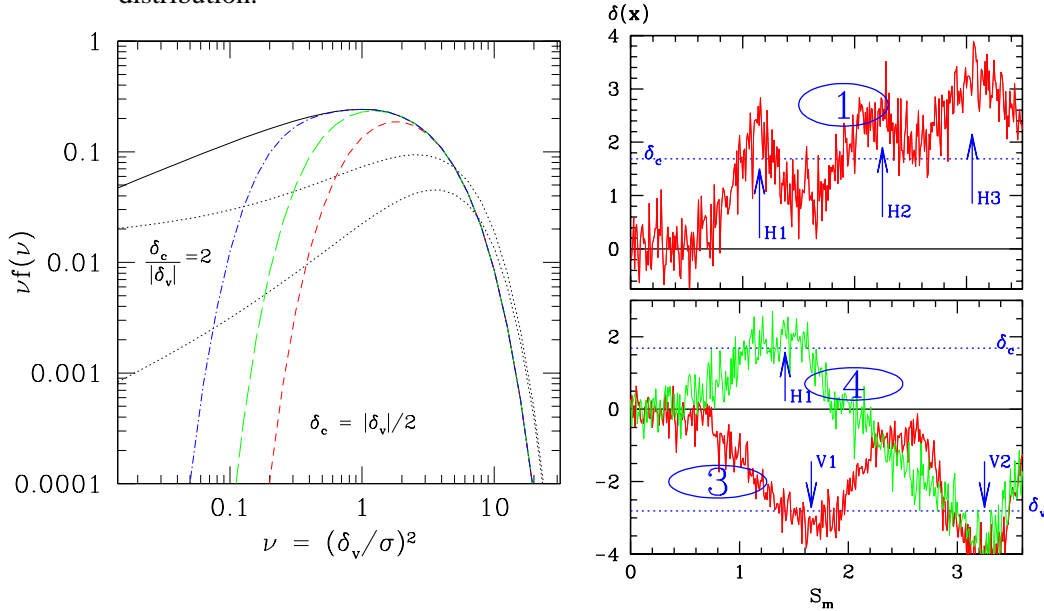 distribution.
1
0.1
0.01
0.001
0.0001
νf(ν)
δc/|δv| =2
δc = |δv|/2
0.1
1
10
ν = (δv/σ)²
δ(x)
4
3
2
1
0
δc
1
H1
H2
H3
2
0
-2
-4
δc
H1
4
3
V1
V2
δv
0
1
2
3
Sm